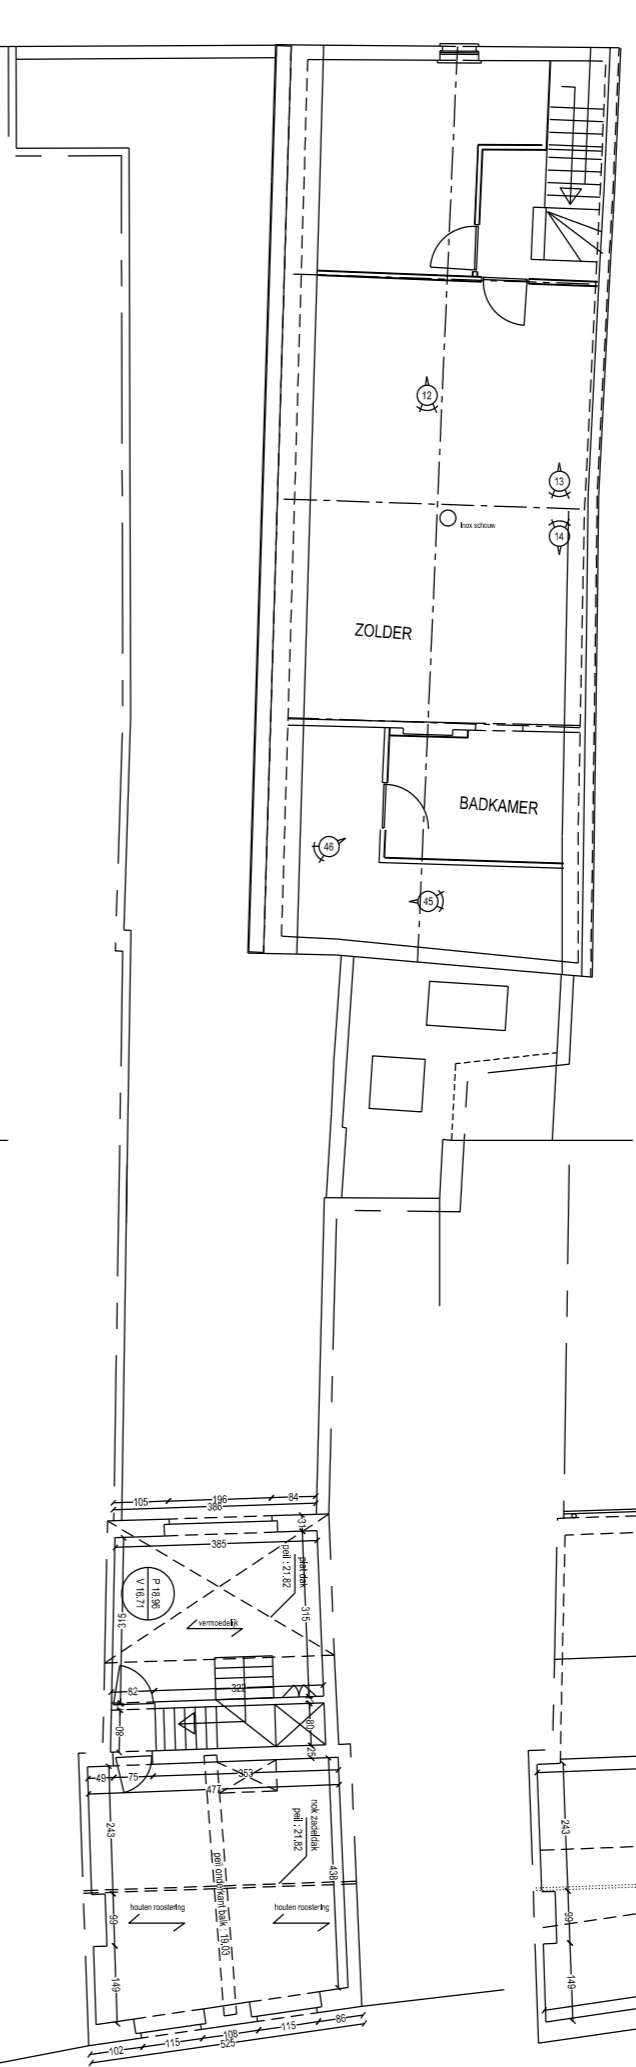 12
13
Inox schouw
14
ZOLDER
BADKAMER
46
45
105
196
84
386
31
385
plat dak
peil : 21.82
P 18.96
V 16.71
315
vermoedelijk
315
82
322
80
80
25
49
75
353
477
nok zadeldak
peil : 21.82
243
438
peil onderkant balk : 19.03
houten roostering
houten roostering
99
149
102
115
108
115
86
525
243
99
149